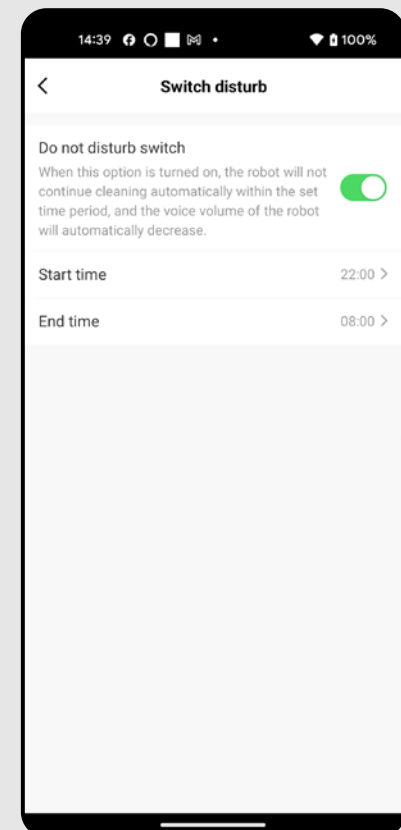 14:39 100%
Switch disturb
Do not disturb switch
When this option is turned on, the robot will not
continue cleaning automatically within the set
time period, and the voice volume of the robot
will automatically decrease.
Start time 22:00
End time 08:00